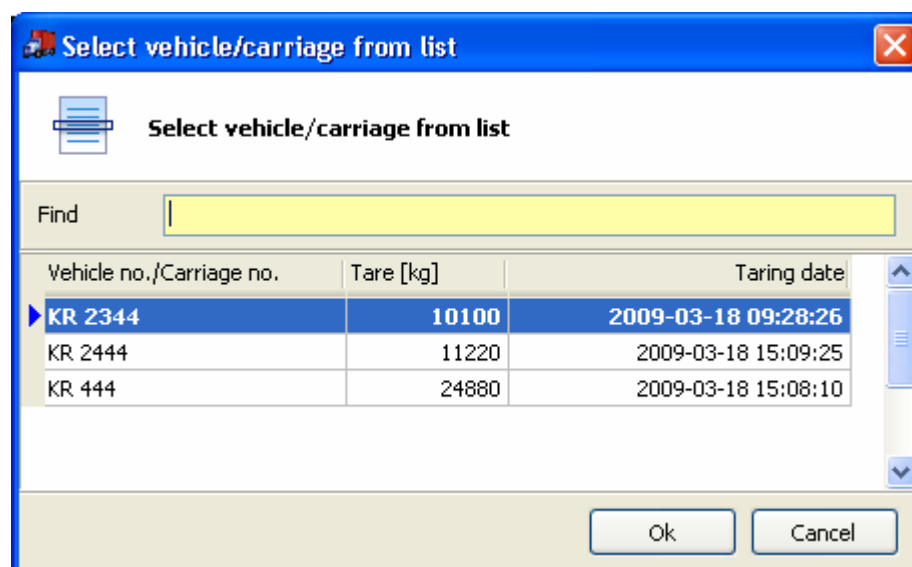 Select vehicle/carriage from list
Select vehicle/carriage from list
Find
Vehicle no./Carriage no. Tare [kg] Taring date
KR 2344 10100 2009-03-18 09:28:26
KR 2444 11220 2009-03-18 15:09:25
KR 444 24880 2009-03-18 15:08:10
Ok Cancel